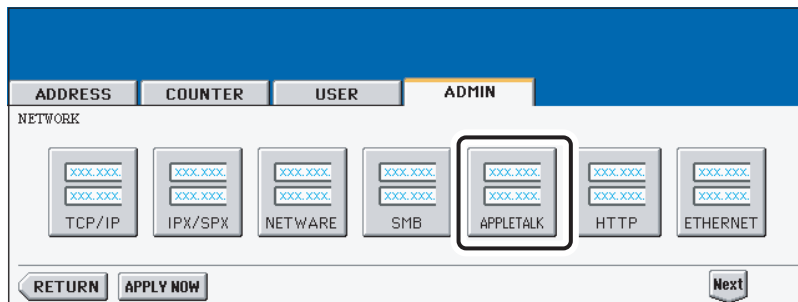 ADDRESS COUNTER USER ADMIN
NETWORK
XXX.XXX. XXX.XXX. XXX.XXX. XXX.XXX. XXX.XXX. XXX.XXX. XXX.XXX.
XXX.XXX. XXX.XXX. XXX.XXX. XXX.XXX. XXX.XXX. XXX.XXX. XXX.XXX.
TCP/IP IPX/SPX NETWARE SMB APPLETALK HTTP ETHERNET
RETURN APPLY NOW Next